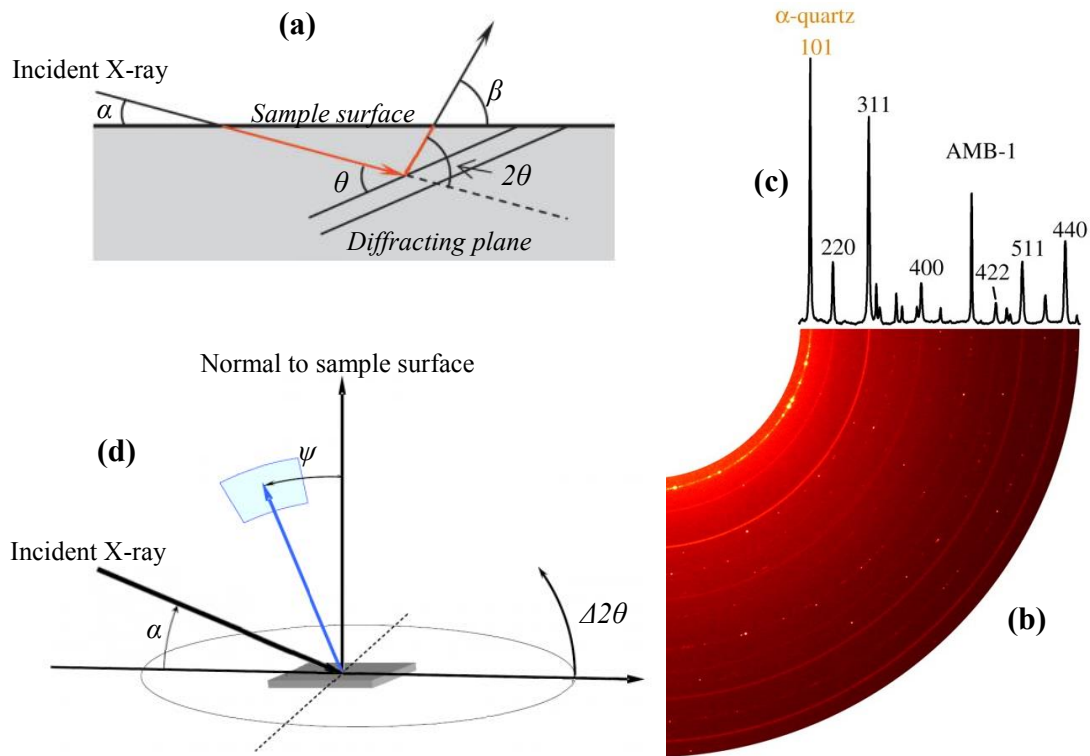 (a)
Incident X-ray
α
Sample surface
β
θ
2θ
Diffracting plane
α-quartz
101
220
311
400
AMB-1
422
511
440
(c)
(b)
Normal to sample surface
(d)
ψ
Incident X-ray
α
Δ2θ